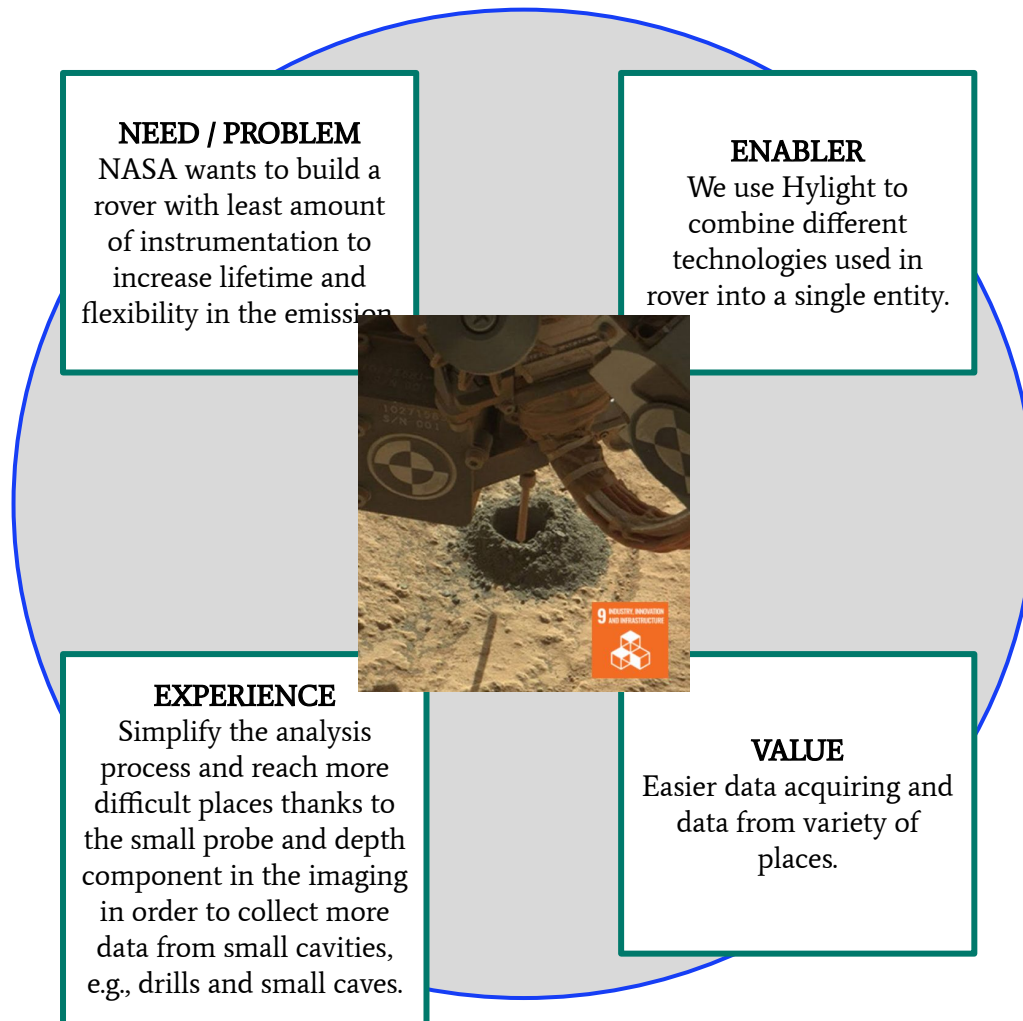 NEED / PROBLEM
NASA wants to build a
rover with least amount
of instrumentation to
increase lifetime and
flexibility in the emission
ENABLER
We use Hylight to
combine different
technologies used in
rover into a single entity.
1027156
S/N 001
9 INDUSTRY, INNOVATION
AND INFRASTRUCTURE
EXPERIENCE
Simplify the analysis
process and reach more
difficult places thanks to
the small probe and depth
component in the imaging
in order to collect more
data from small cavities,
e.g., drills and small caves.
VALUE
Easier data acquiring and
data from variety of
places.